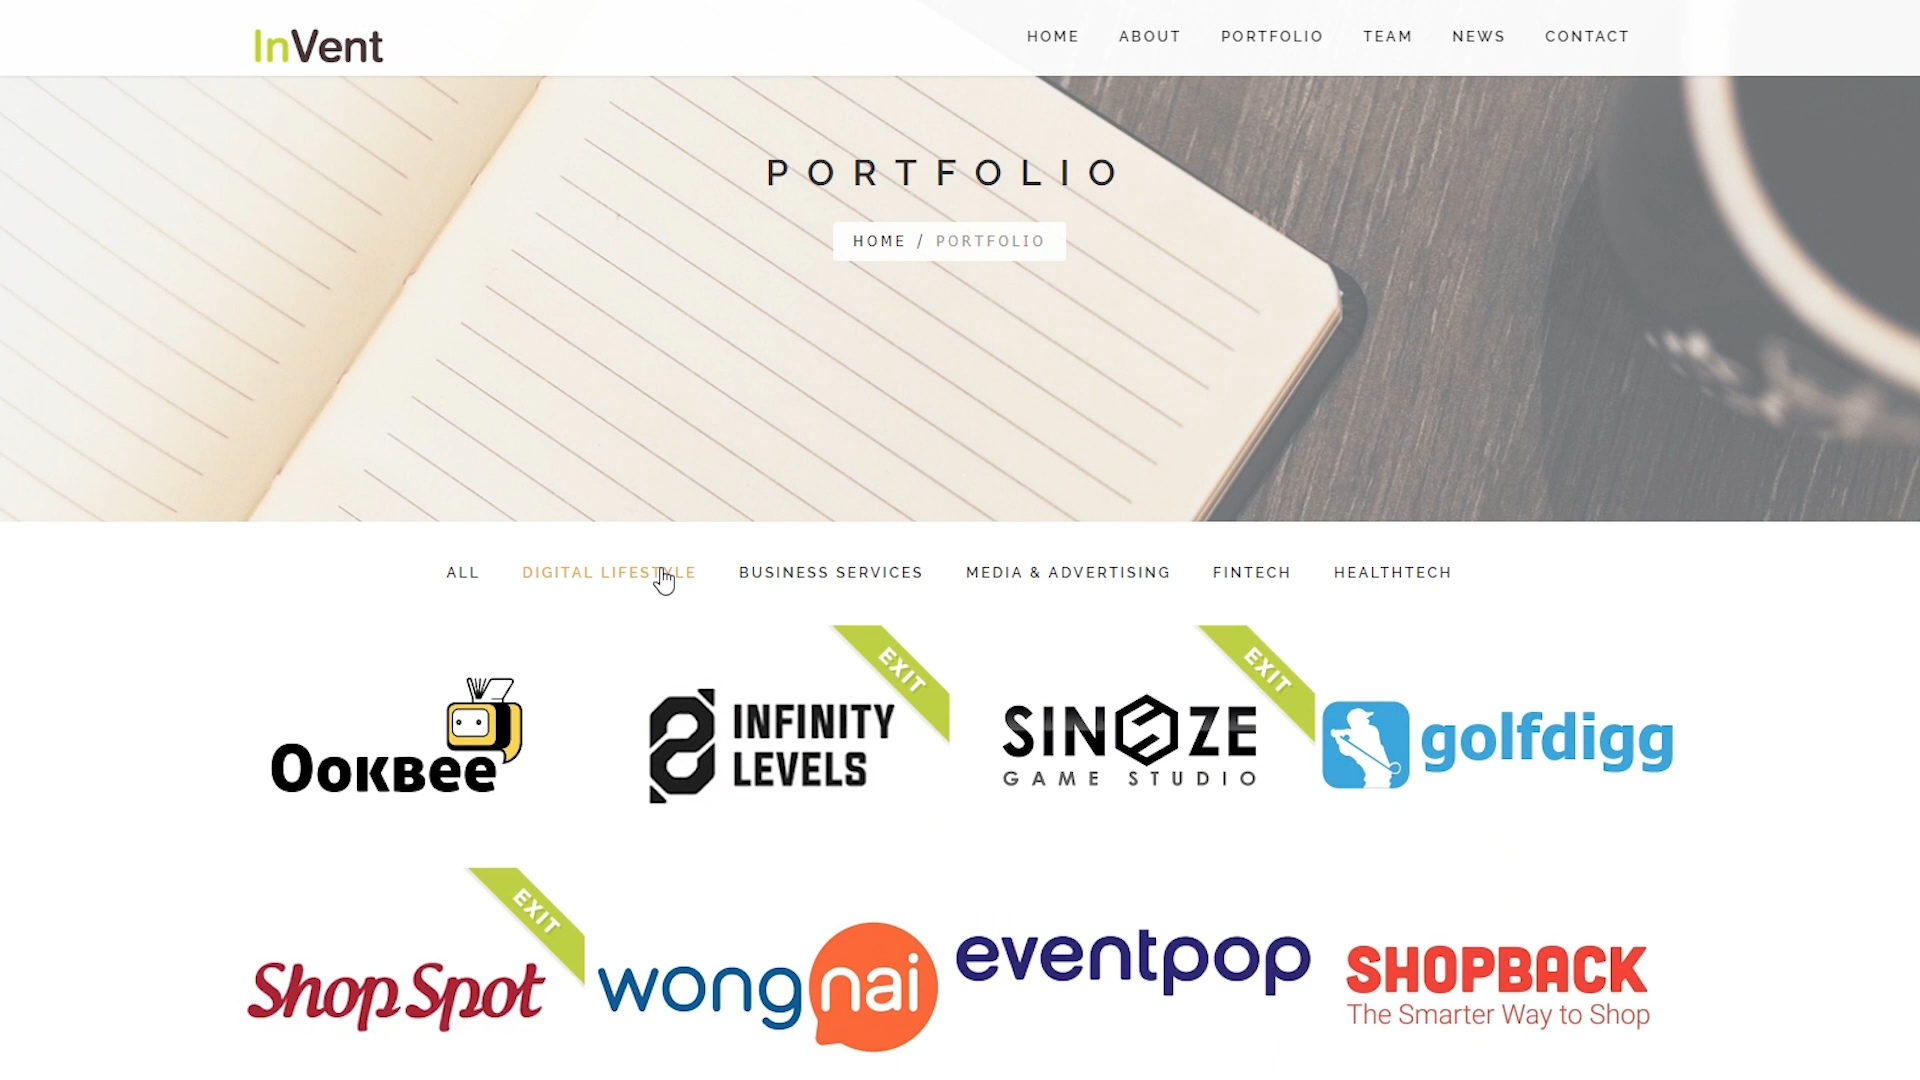 InVent
HOME ABOUT PORTFOLIO TEAM NEWS CONTACT
PORTFOLIO
HOME / PORTFOLIO
ALL DIGITAL LIFESTYLE BUSINESS SERVICES MEDIA & ADVERTISING FINTECH HEALTHTECH
OOKBEE
EXIT
INFINITY
LEVELS
EXIT
SINOZE
GAME STUDIO
golfdigg
EXIT
ShopSpot
wongnai
eventpop
SHOPBACK
The Smarter Way to Shop